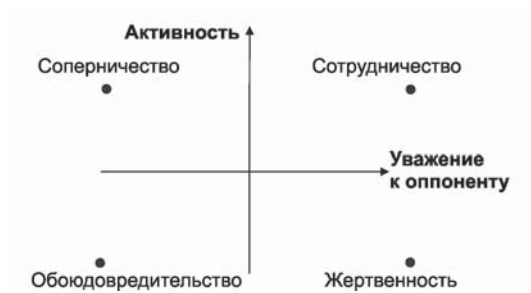 Активность
Соперничество
Сотрудничество
Уважение
к оппоненту
Обоюдовредительство
Жертвенность